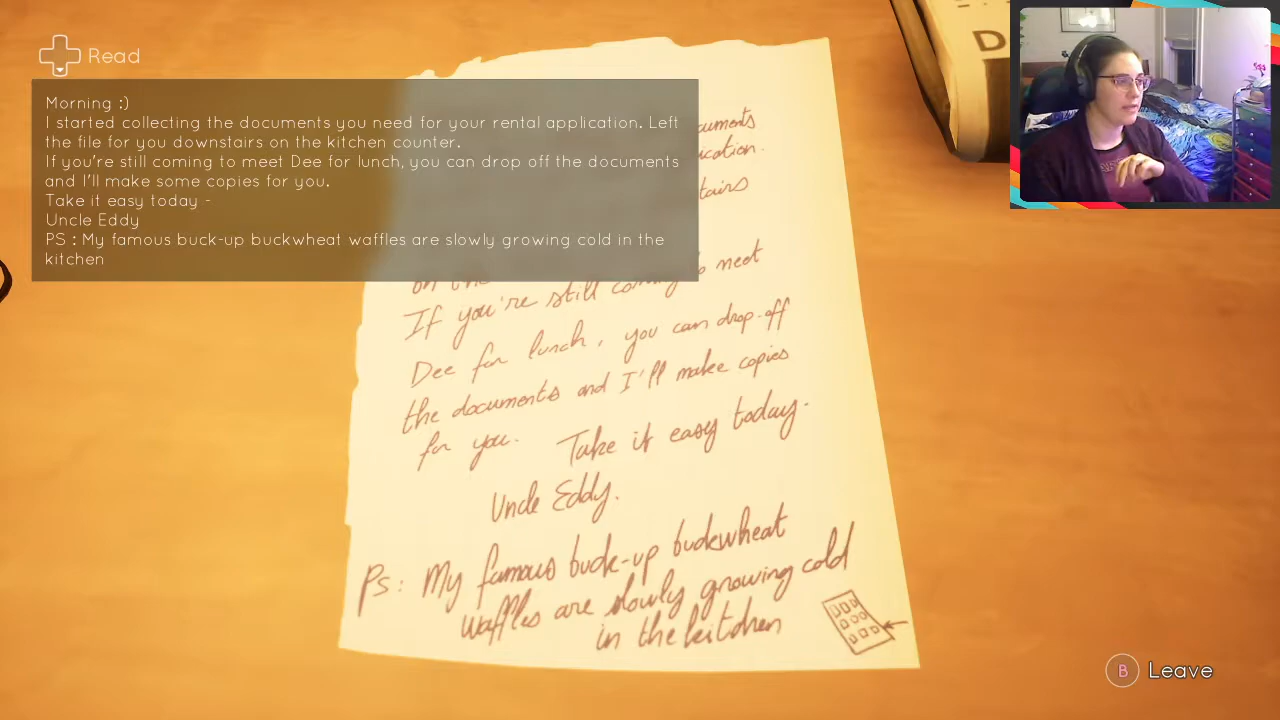 Read
Morning :)
I started collecting the documents you need for your rental application. Left
the file for you downstairs on the kitchen counter.
If you're still coming to meet Dee for lunch, you can drop off the documents
and I'll make some copies for you.
Take it easy today -
Uncle Eddy
PS : My famous buck-up buckwheat waffles are slowly growing cold in the
kitchen
If you're still coming to meet
Dee for lunch, you can drop-off
the documents and I'll make copies
for you. Take it easy today.
Uncle Eddy.
PS: My famous buck-up buckwheat
waffles are slowly growing cold
in the kitchen
D
B Leave